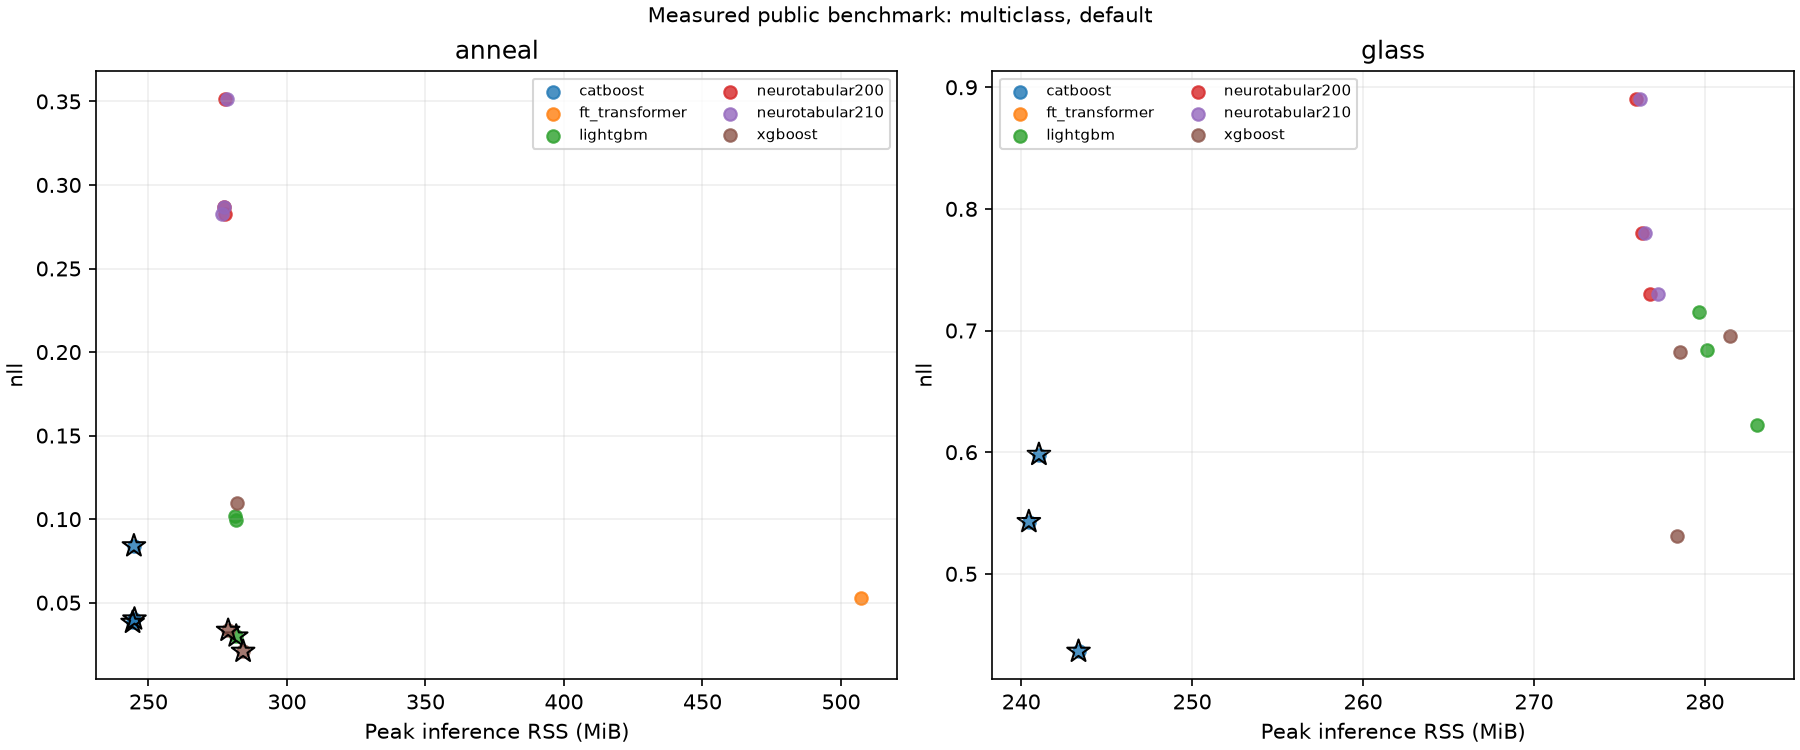 Measured public benchmark: multiclass, default
anneal
catboost
ft_transformer
lightgbm
neurotabular200
neurotabular210
xgboost
0.35
0.30
0.25
0.20
0.15
0.10
0.05
nll
250
300
350
400
450
500
Peak inference RSS (MiB)
glass
catboost
ft_transformer
lightgbm
neurotabular200
neurotabular210
xgboost
0.9
0.8
0.7
0.6
0.5
nll
240
250
260
270
280
Peak inference RSS (MiB)